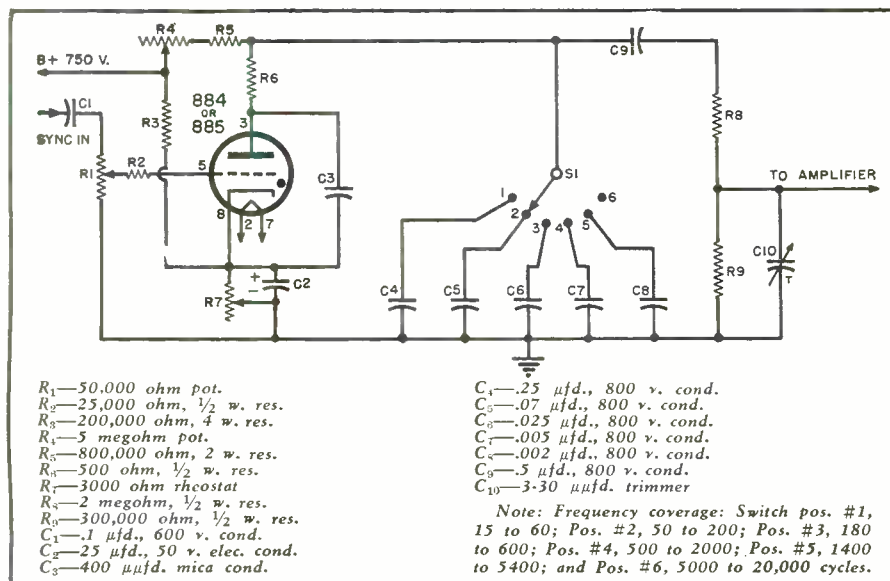 R4
R5
B+ 750 V.
C1
SYNC IN
R3
R6
884
OR
885
3
R1
R2
5
8
2
7
C3
C9
R8
S1
1
2
3
4
5
6
TO AMPLIFIER
R9
C10
T
R7
+
−
C2
C4
C5
C6
C7
C8
R₁—50,000 ohm pot.
R₂—25,000 ohm, ½ w. res.
R₃—200,000 ohm, 4 w. res.
R₄—5 megohm pot.
R₅—800,000 ohm, 2 w. res.
R₆—500 ohm, ½ w. res.
R₇—3000 ohm rheostat
R₈—2 megohm, ½ w. res.
R₉—300,000 ohm, ½ w. res.
C₁—.1 μfd., 600 v. cond.
C₂—25 μfd., 50 v. elec. cond.
C₃—400 μμfd. mica cond.
C₄—.25 μfd., 800 v. cond.
C₅—.07 μfd., 800 v. cond.
C₆—.025 μfd., 800 v. cond.
C₇—.005 μfd., 800 v. cond.
C₈—.002 μfd., 800 v. cond.
C₉—.5 μfd., 800 v. cond.
C₁₀—3-30 μμfd. trimmer
Note: Frequency coverage: Switch pos. #1,
15 to 60; Pos. #2, 50 to 200; Pos. #3, 180
to 600; Pos. #4, 500 to 2000; Pos. #5, 1400
to 5400; and Pos. #6, 5000 to 20,000 cycles.